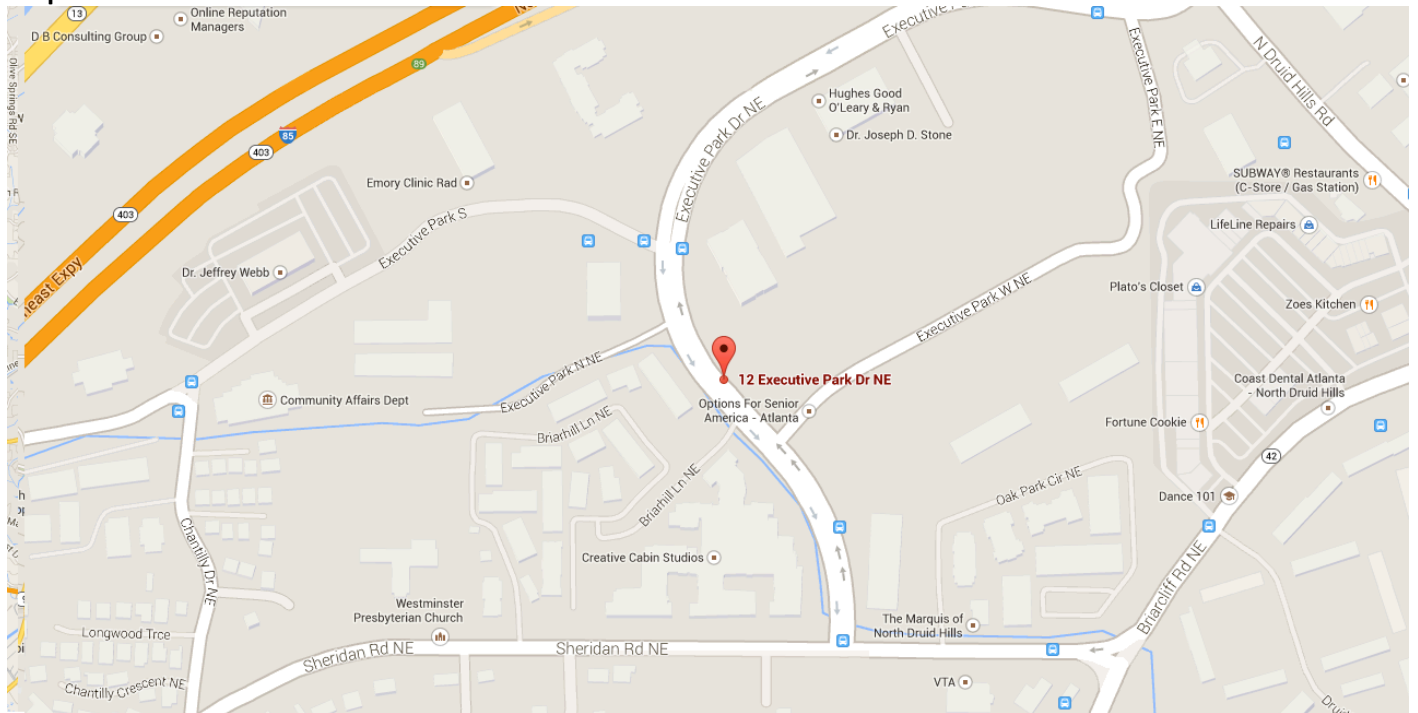 13
Online Reputation
Managers
D B Consulting Group
Olive Springs Rd SE
89
85
403
403
403
Executive Park Dr NE
Hughes Good
O'Leary & Ryan
Dr. Joseph D. Stone
Executive Park E NE
N Druid Hills Rd
SUBWAY® Restaurants
(C-Store / Gas Station)
LifeLine Repairs
Emory Clinic Rad
Executive Park S
Dr. Jeffrey Webb
Plato's Closet
Zoes Kitchen
Executive Park W NE
Executive Park N NE
12 Executive Park Dr NE
Options For Senior
America - Atlanta
Community Affairs Dept
Coast Dental Atlanta
- North Druid Hills
Fortune Cookie
42
Briarhill Ln NE
Briarhill Ln NE
Oak Park Cir NE
Dance 101
Chantilly Dr NE
Creative Cabin Studios
Westminster
Presbyterian Church
The Marquis of
North Druid Hills
Briarcliff Rd NE
Longwood Trce
Sheridan Rd NE
Sheridan Rd NE
Chantilly Crescent NE
VTA